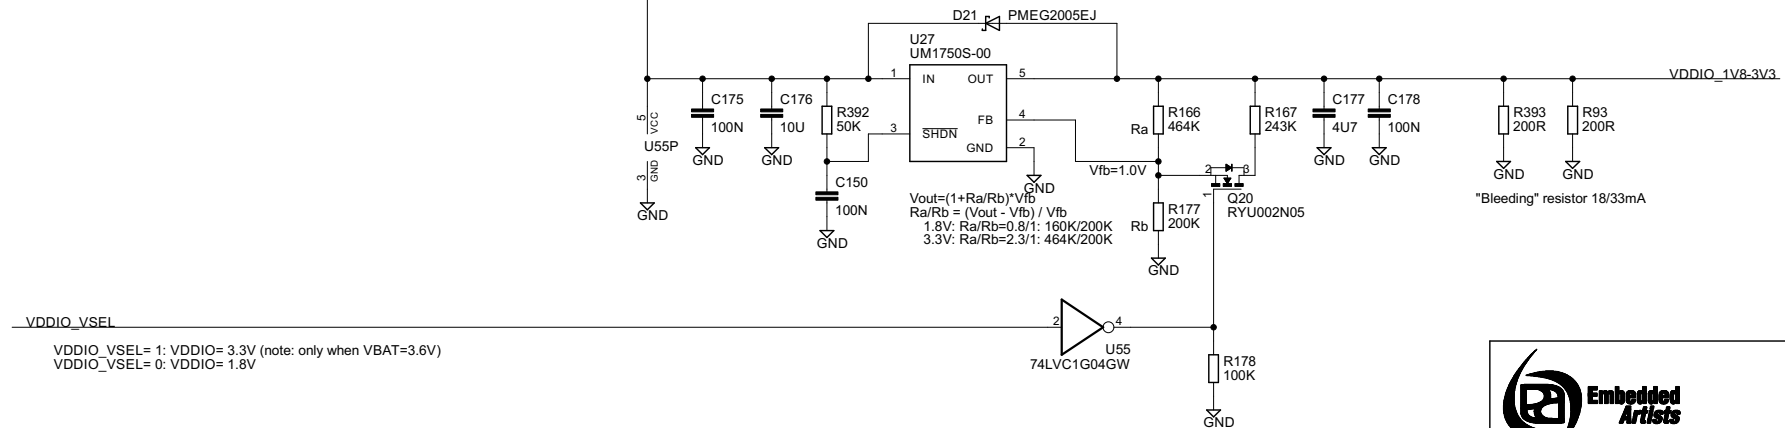 D21 PMEG2005EJ
U27
UM1750S-00
1 IN OUT 5
VDDIO_1V8-3V3
C175
100N
GND
C176
10U
GND
R392
50K
3 SHDN
FB 4
GND 2
GND
5 VCC
U55P
3 GND
GND
C150
100N
GND
Ra
R166
464K
R167
243K
C177
4U7
GND
C178
100N
GND
R393
200R
GND
R93
200R
GND
"Bleeding" resistor 18/33mA
Vfb=1.0V
2 3
1
Q20
RYU002N05
Rb
R177
200K
GND
Vout=(1+Ra/Rb)*Vfb
Ra/Rb = (Vout - Vfb) / Vfb
1.8V: Ra/Rb=0.8/1: 160K/200K
3.3V: Ra/Rb=2.3/1: 464K/200K
VDDIO_VSEL
2 4
U55
74LVC1G04GW
VDDIO_VSEL= 1: VDDIO= 3.3V (note: only when VBAT=3.6V)
VDDIO_VSEL= 0: VDDIO= 1.8V
R178
100K
GND
Embedded
Artists